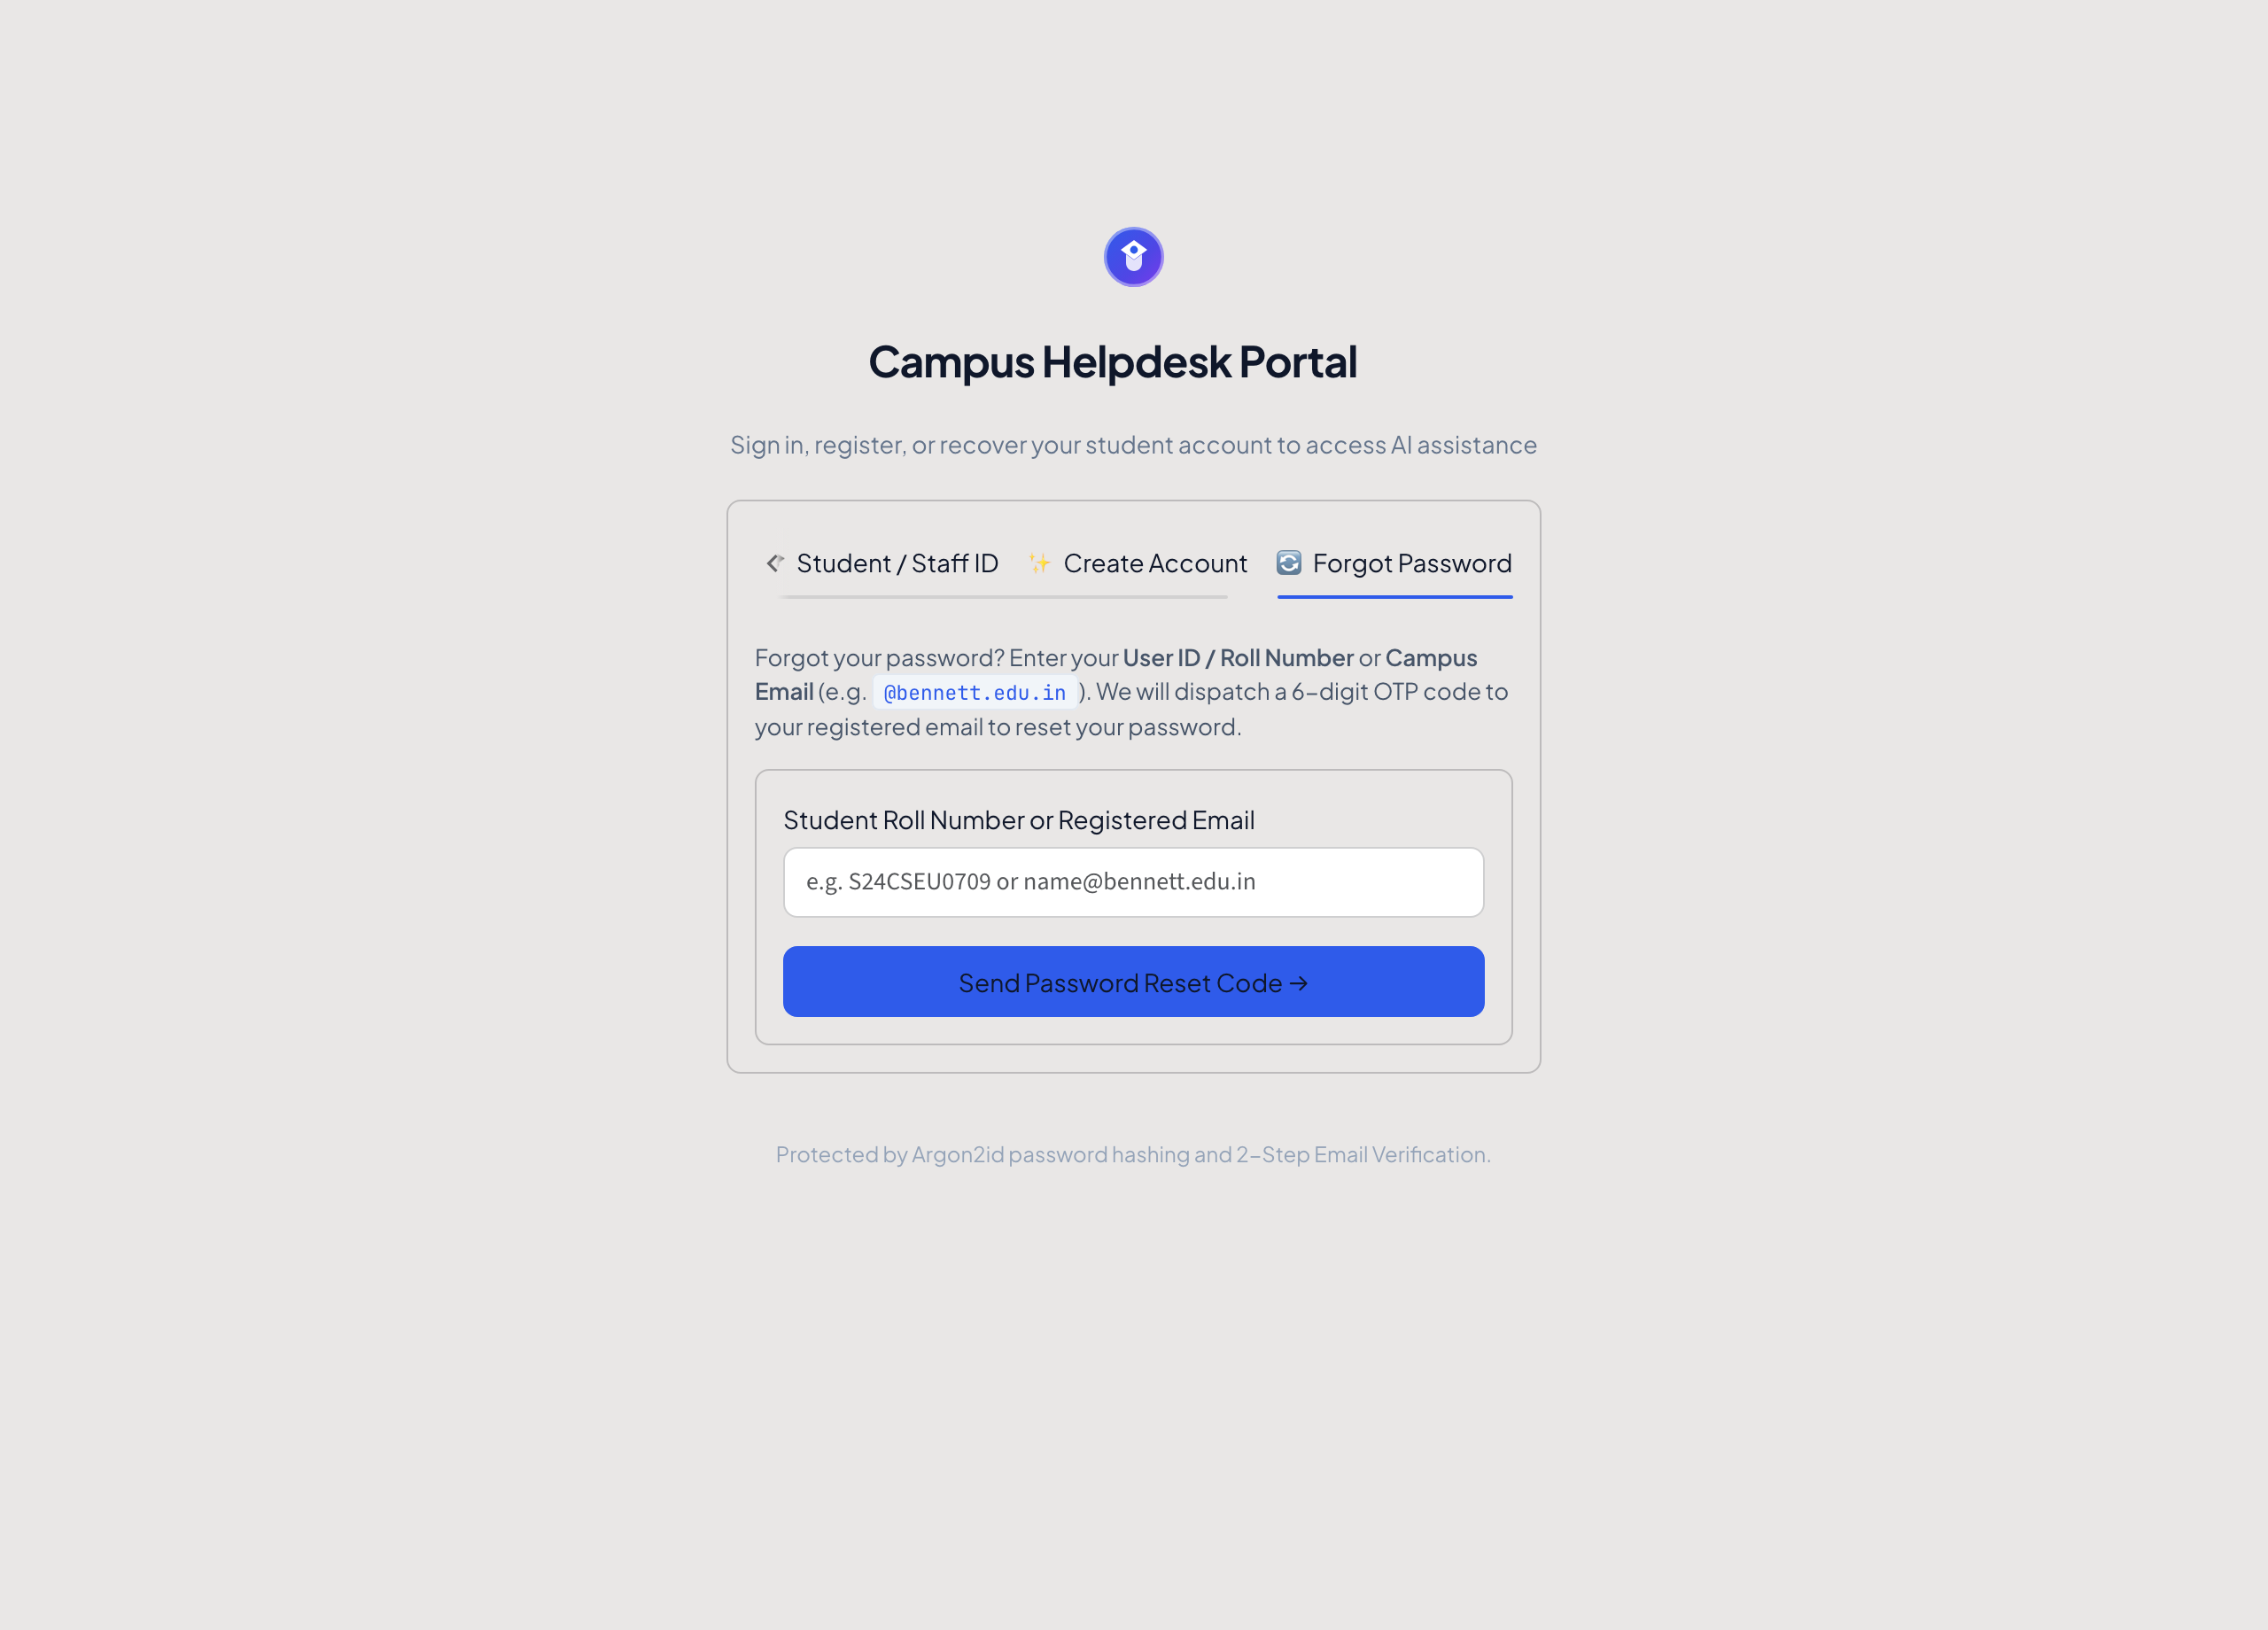 Campus Helpdesk Portal
Sign in, register, or recover your student account to access AI assistance
Student / Staff ID
✨ Create Account
🔄 Forgot Password
Forgot your password? Enter your User ID / Roll Number or Campus
Email (e.g. @bennett.edu.in). We will dispatch a 6-digit OTP code to
your registered email to reset your password.
Student Roll Number or Registered Email
e.g. S24CSEU0709 or name@bennett.edu.in
Send Password Reset Code →
Protected by Argon2id password hashing and 2-Step Email Verification.